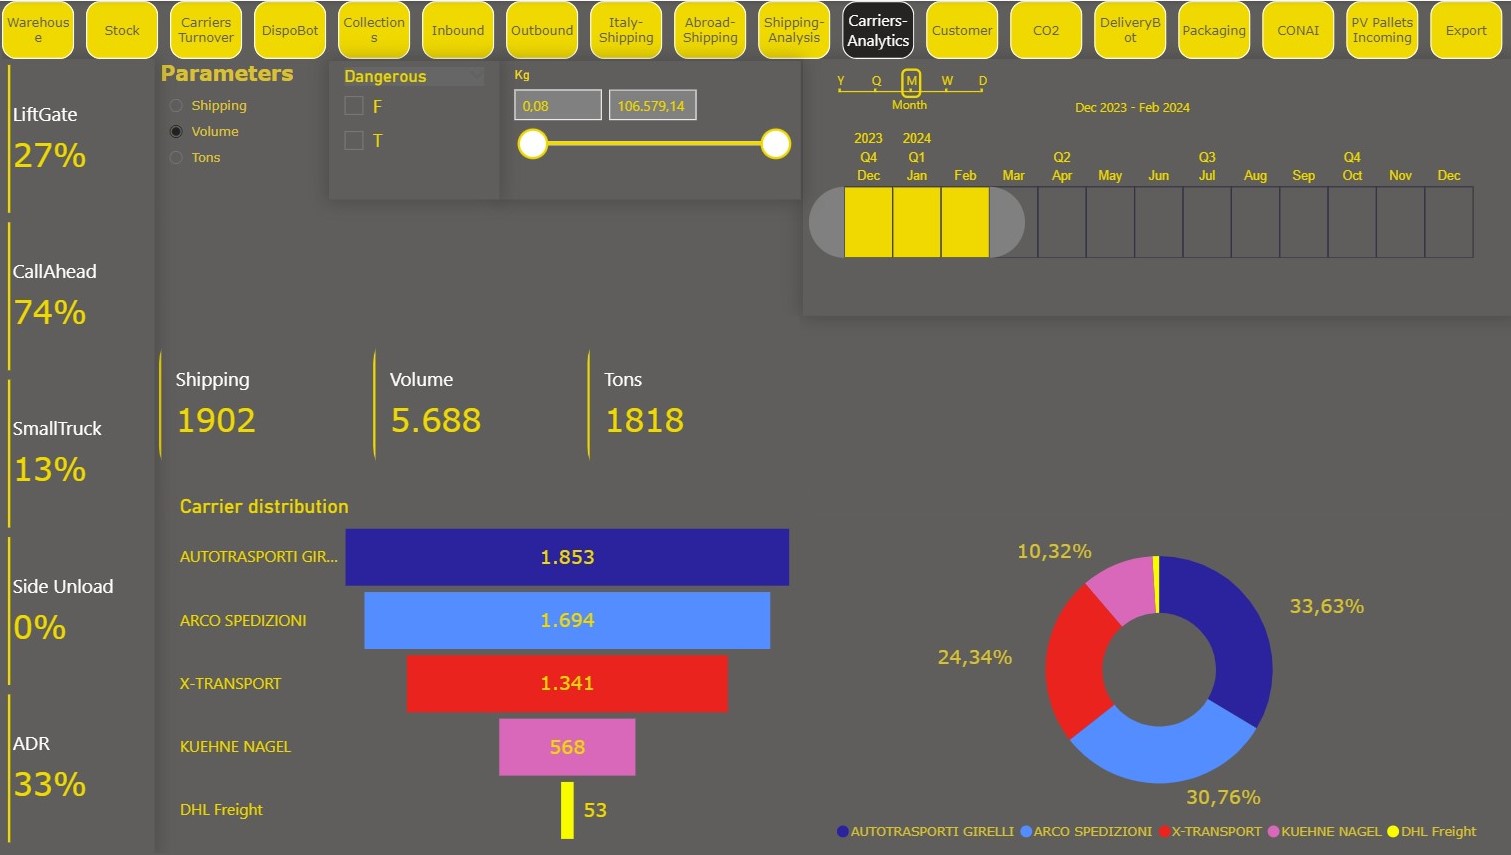 Warehous
e
Stock
Carriers
Turnover
DispoBot
Collection
s
Inbound
Outbound
Italy-
Shipping
Abroad-
Shipping
Shipping-
Analysis
Carriers-
Analytics
Customer
CO2
DeliveryB
ot
Packaging
CONAI
PV Pallets
Incoming
Export
LiftGate
27%
CallAhead
74%
SmallTruck
13%
Side Unload
0%
ADR
33%
Parameters
Shipping
Volume
Tons
Dangerous
F
T
Kg
0,08 106.579,14
Y Q M W D
Month
Dec 2023 - Feb 2024
2023 2024
Q4 Q1 Q2 Q3 Q4
Dec Jan Feb Mar Apr May Jun Jul Aug Sep Oct Nov Dec
Shipping
1902
Volume
5.688
Tons
1818
Carrier distribution
AUTOTRASPORTI GIR... 1.853
ARCO SPEDIZIONI 1.694
X-TRANSPORT 1.341
KUEHNE NAGEL 568
DHL Freight 53
10,32%
33,63%
24,34%
30,76%
AUTOTRASPORTI GIRELLI ARCO SPEDIZIONI X-TRANSPORT KUEHNE NAGEL DHL Freight